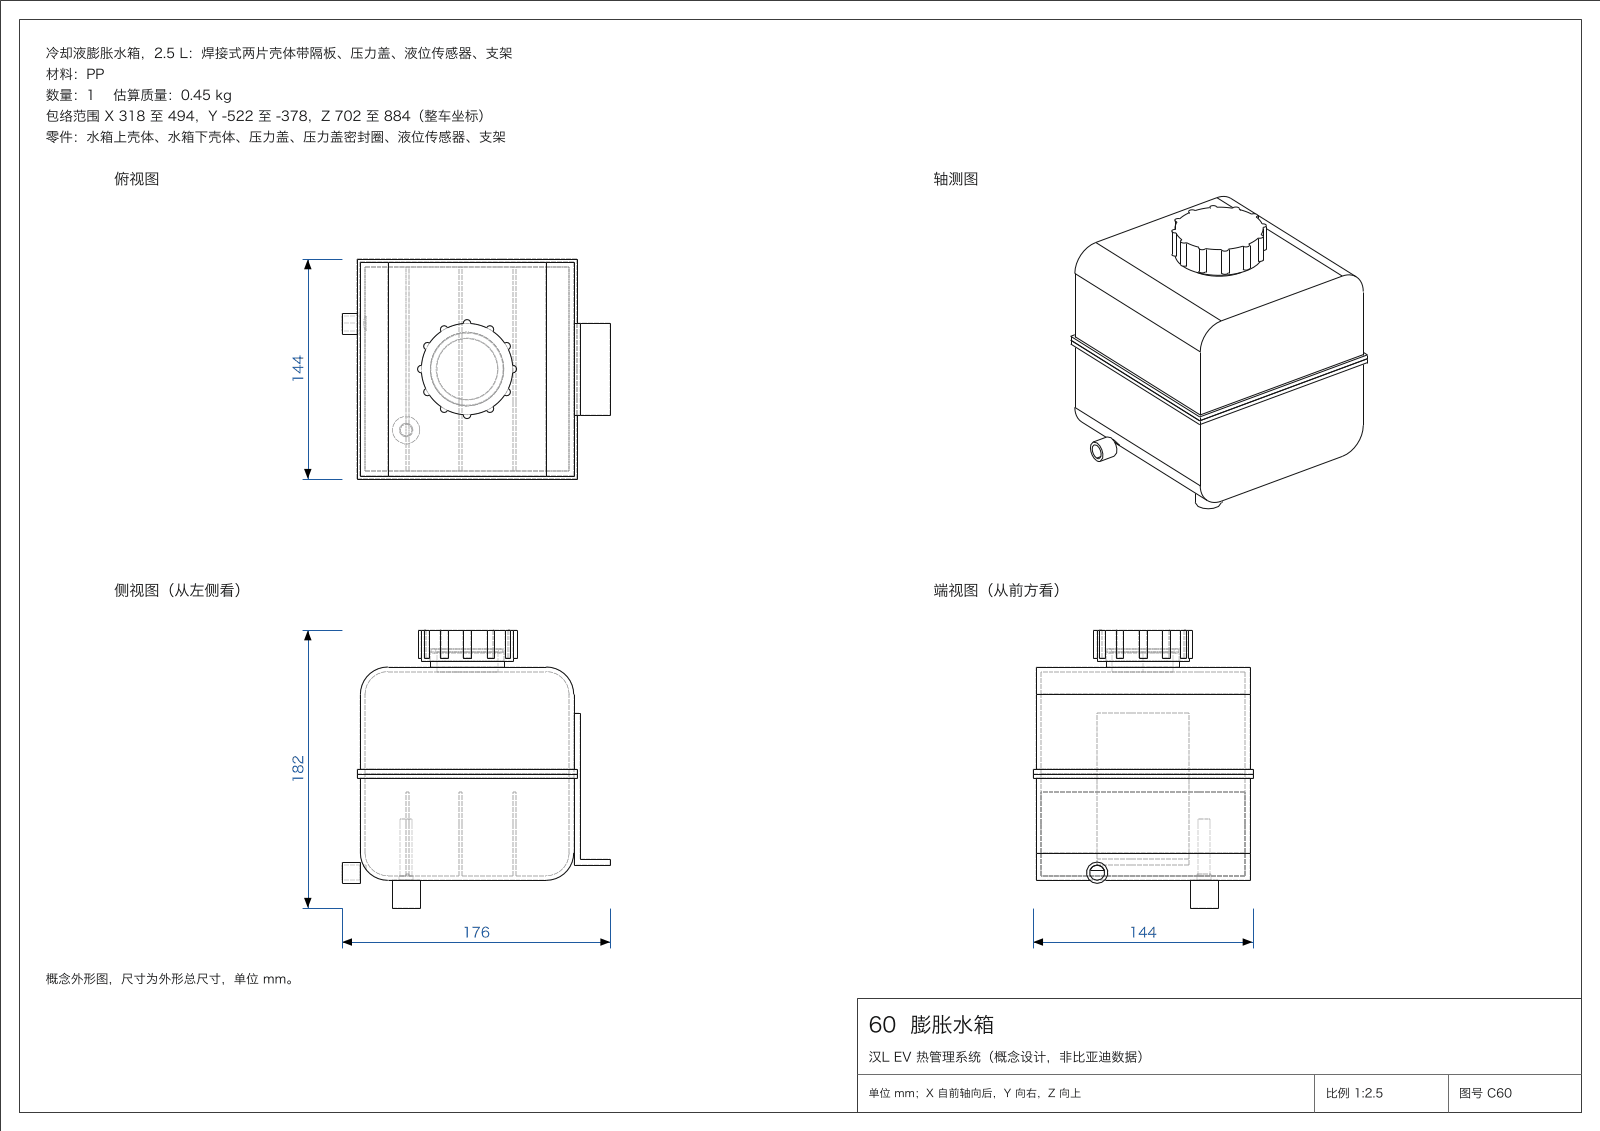 冷却液膨胀水箱，2.5 L：焊接式两片壳体带隔板、压力盖、液位传感器、支架
材料：PP
数量：1 估算质量：0.45 kg
包络范围 X 318 至 494，Y -522 至 -378，Z 702 至 884（整车坐标）
零件：水箱上壳体、水箱下壳体、压力盖、压力盖密封圈、液位传感器、支架
俯视图
轴测图
144
侧视图（从左侧看）
端视图（从前方看）
182
176
144
概念外形图，尺寸为外形总尺寸，单位 mm。
60 膨胀水箱
汉L EV 热管理系统（概念设计，非比亚迪数据）
单位 mm；X 自前轴向后，Y 向右，Z 向上
比例 1:2.5
图号 C60